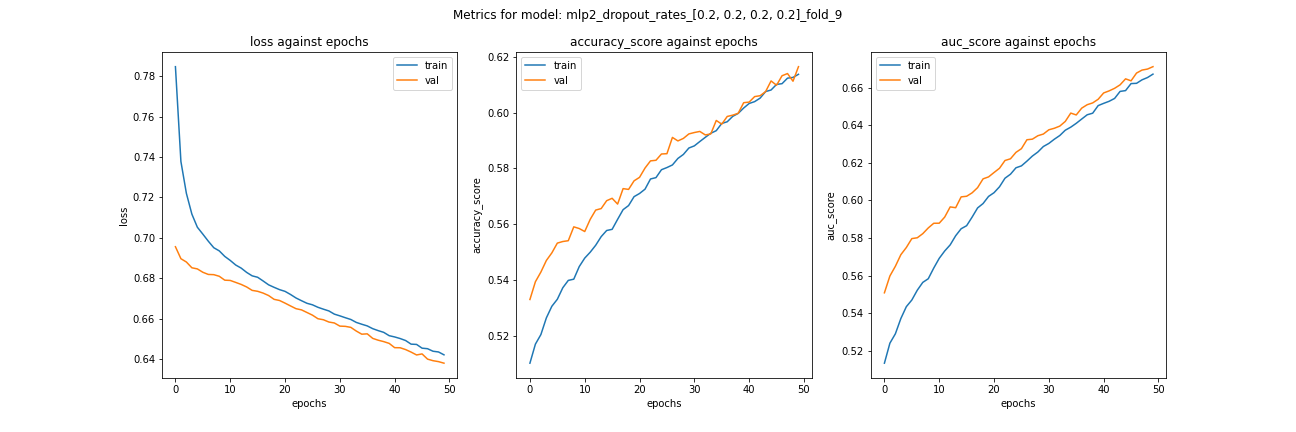 Metrics for model: mlp2_dropout_rates_[0.2, 0.2, 0.2, 0.2]_fold_9
loss against epochs
train
val
0.78
0.76
0.74
0.72
0.70
0.68
0.66
0.64
loss
0 10 20 30 40 50
epochs
accuracy_score against epochs
train
val
0.62
0.60
0.58
0.56
0.54
0.52
accuracy_score
0 10 20 30 40 50
epochs
auc_score against epochs
train
val
0.66
0.64
0.62
0.60
0.58
0.56
0.54
0.52
auc_score
0 10 20 30 40 50
epochs